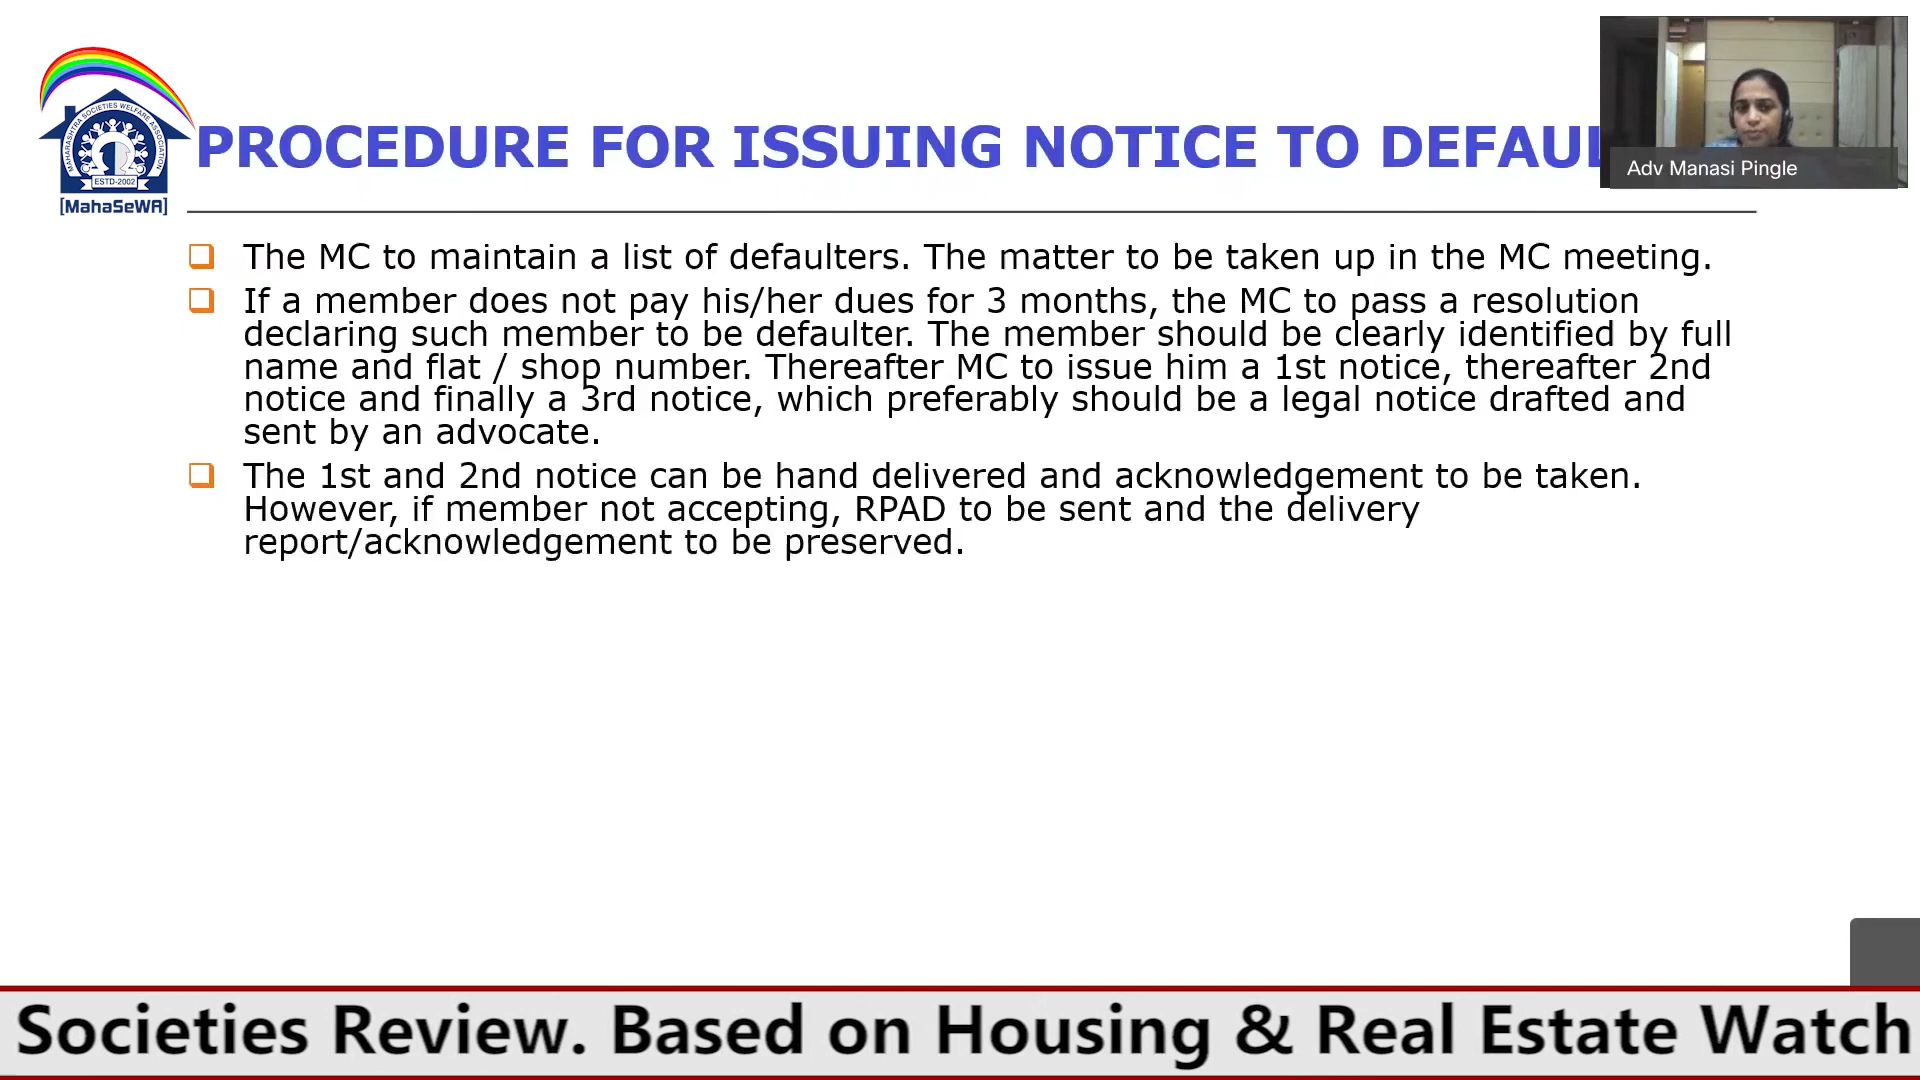 MAHARASHTRA SOCIETIES WELFARE ASSOCIATION
ESTD-2002
[MahaSeWA]
PROCEDURE FOR ISSUING NOTICE TO DEFAUL
Adv Manasi Pingle
The MC to maintain a list of defaulters. The matter to be taken up in the MC meeting.
If a member does not pay his/her dues for 3 months, the MC to pass a resolution
declaring such member to be defaulter. The member should be clearly identified by full
name and flat / shop number. Thereafter MC to issue him a 1st notice, thereafter 2nd
notice and finally a 3rd notice, which preferably should be a legal notice drafted and
sent by an advocate.
The 1st and 2nd notice can be hand delivered and acknowledgement to be taken.
However, if member not accepting, RPAD to be sent and the delivery
report/acknowledgement to be preserved.
Societies Review. Based on Housing & Real Estate Watch